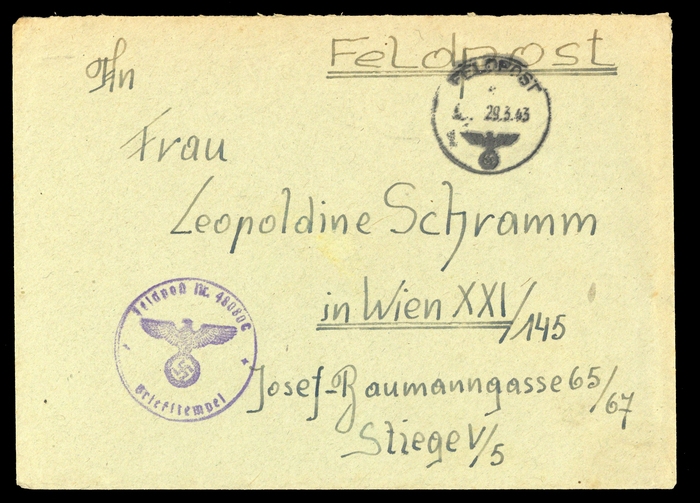 Feldpost
An
FELDPOST
29.3.43
Frau
Leopoldine Schramm
in Wien XXI/145
Feldpost Nr. 48080C
Briefstempel
Josef-Baumanngasse 65/67
Stiege V/5